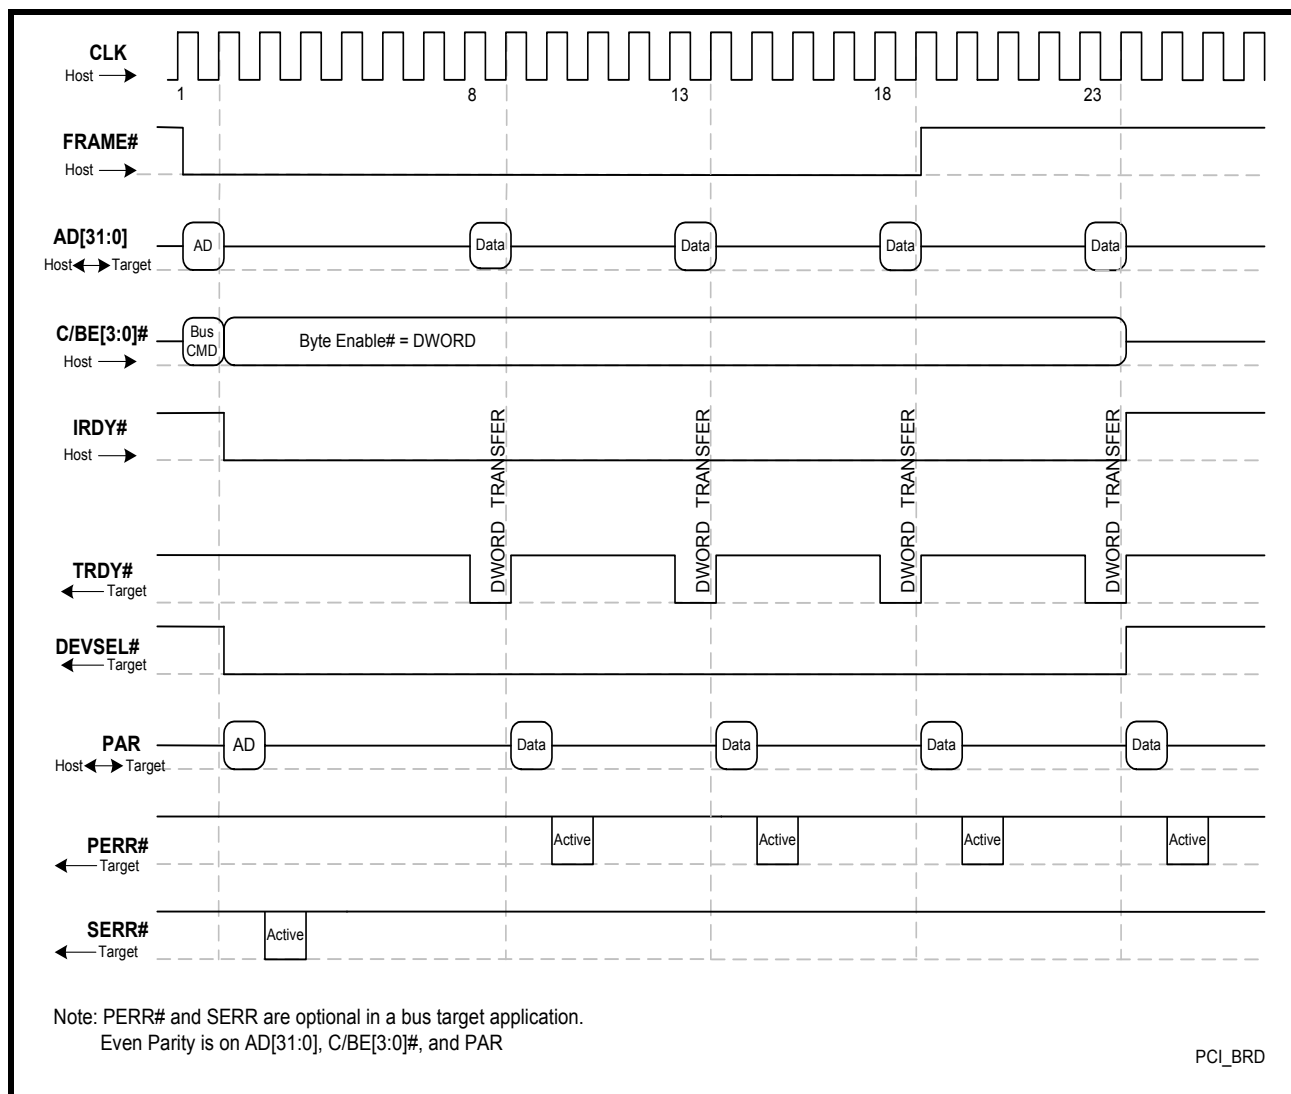 CLK
Host
1 8 13 18 23
FRAME#
Host
AD[31:0]
Host Target
AD Data Data Data Data
C/BE[3:0]#
Host
Bus
CMD
Byte Enable# = DWORD
IRDY#
Host
DWORD TRANSFER
DWORD TRANSFER
DWORD TRANSFER
DWORD TRANSFER
TRDY#
Target
DEVSEL#
Target
PAR
Host Target
AD Data Data Data Data
PERR#
Target
Active Active Active Active
SERR#
Target
Active
Note: PERR# and SERR are optional in a bus target application.
Even Parity is on AD[31:0], C/BE[3:0]#, and PAR
PCI_BRD